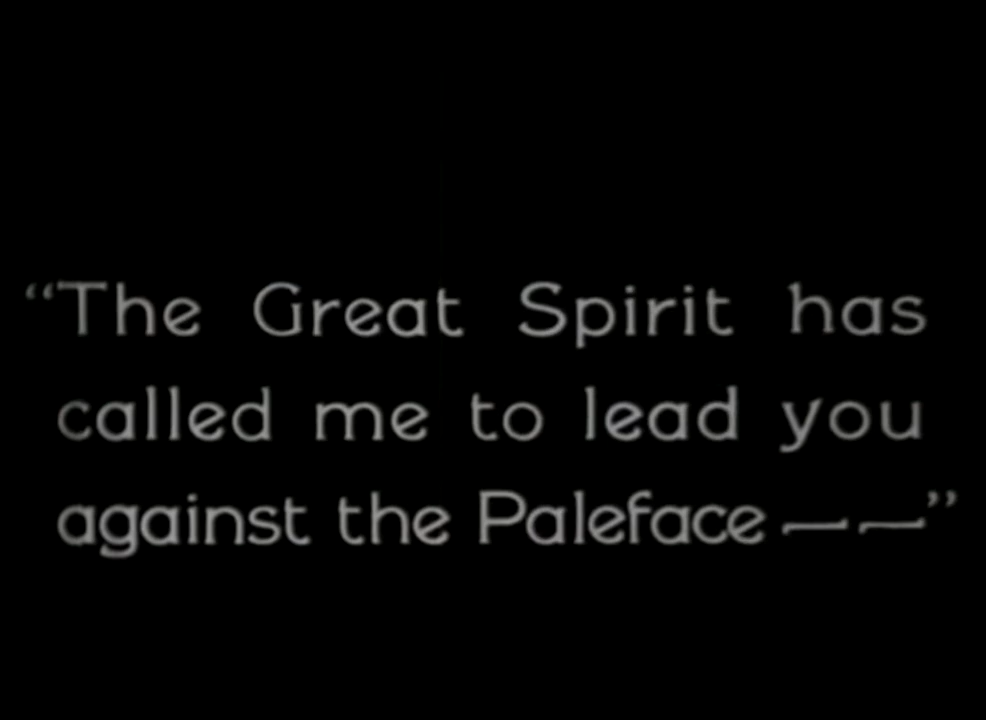 “The Great Spirit has
called me to lead you
against the Paleface——”